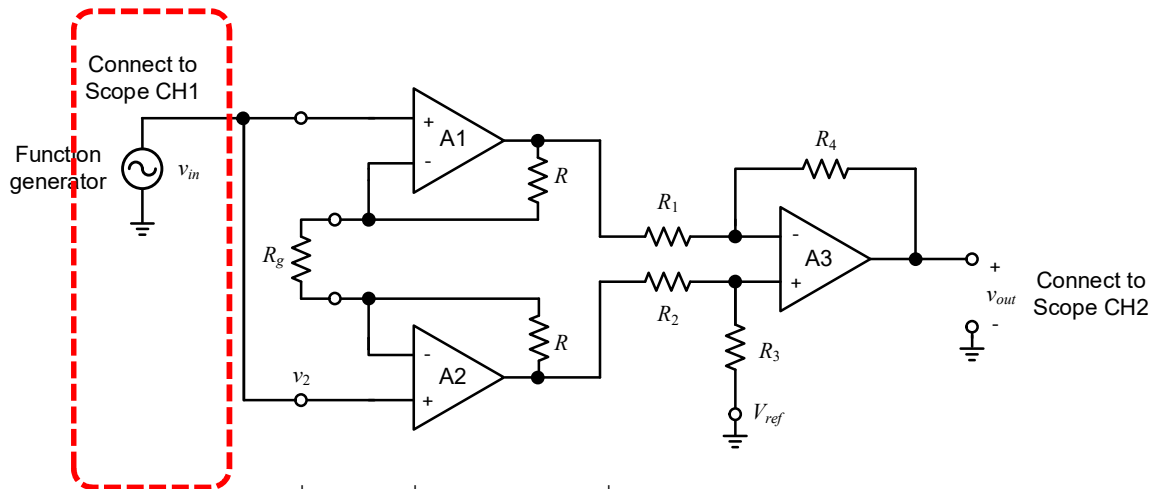 Connect to
Scope CH1
Function
generator
v_in
+
A1
-
R
R_g
R
-
A2
+
v_2
R_1
R_2
R_4
-
A3
+
R_3
V_ref
+
v_out
-
Connect to
Scope CH2